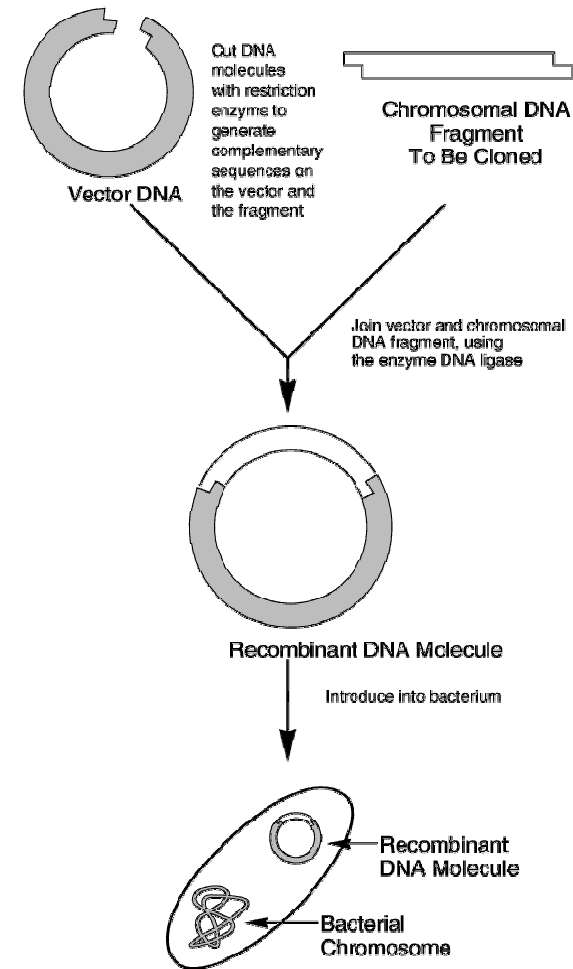 Cut DNA
molecules
with restriction
enzyme to
generate
complementary
sequences on
the vector and
the fragment
Chromosomal DNA
Fragment
To Be Cloned
Vector DNA
Join vector and chromosomal
DNA fragment, using
the enzyme DNA ligase
Recombinant DNA Molecule
Introduce into bacterium
Recombinant
DNA Molecule
Bacterial
Chromosome